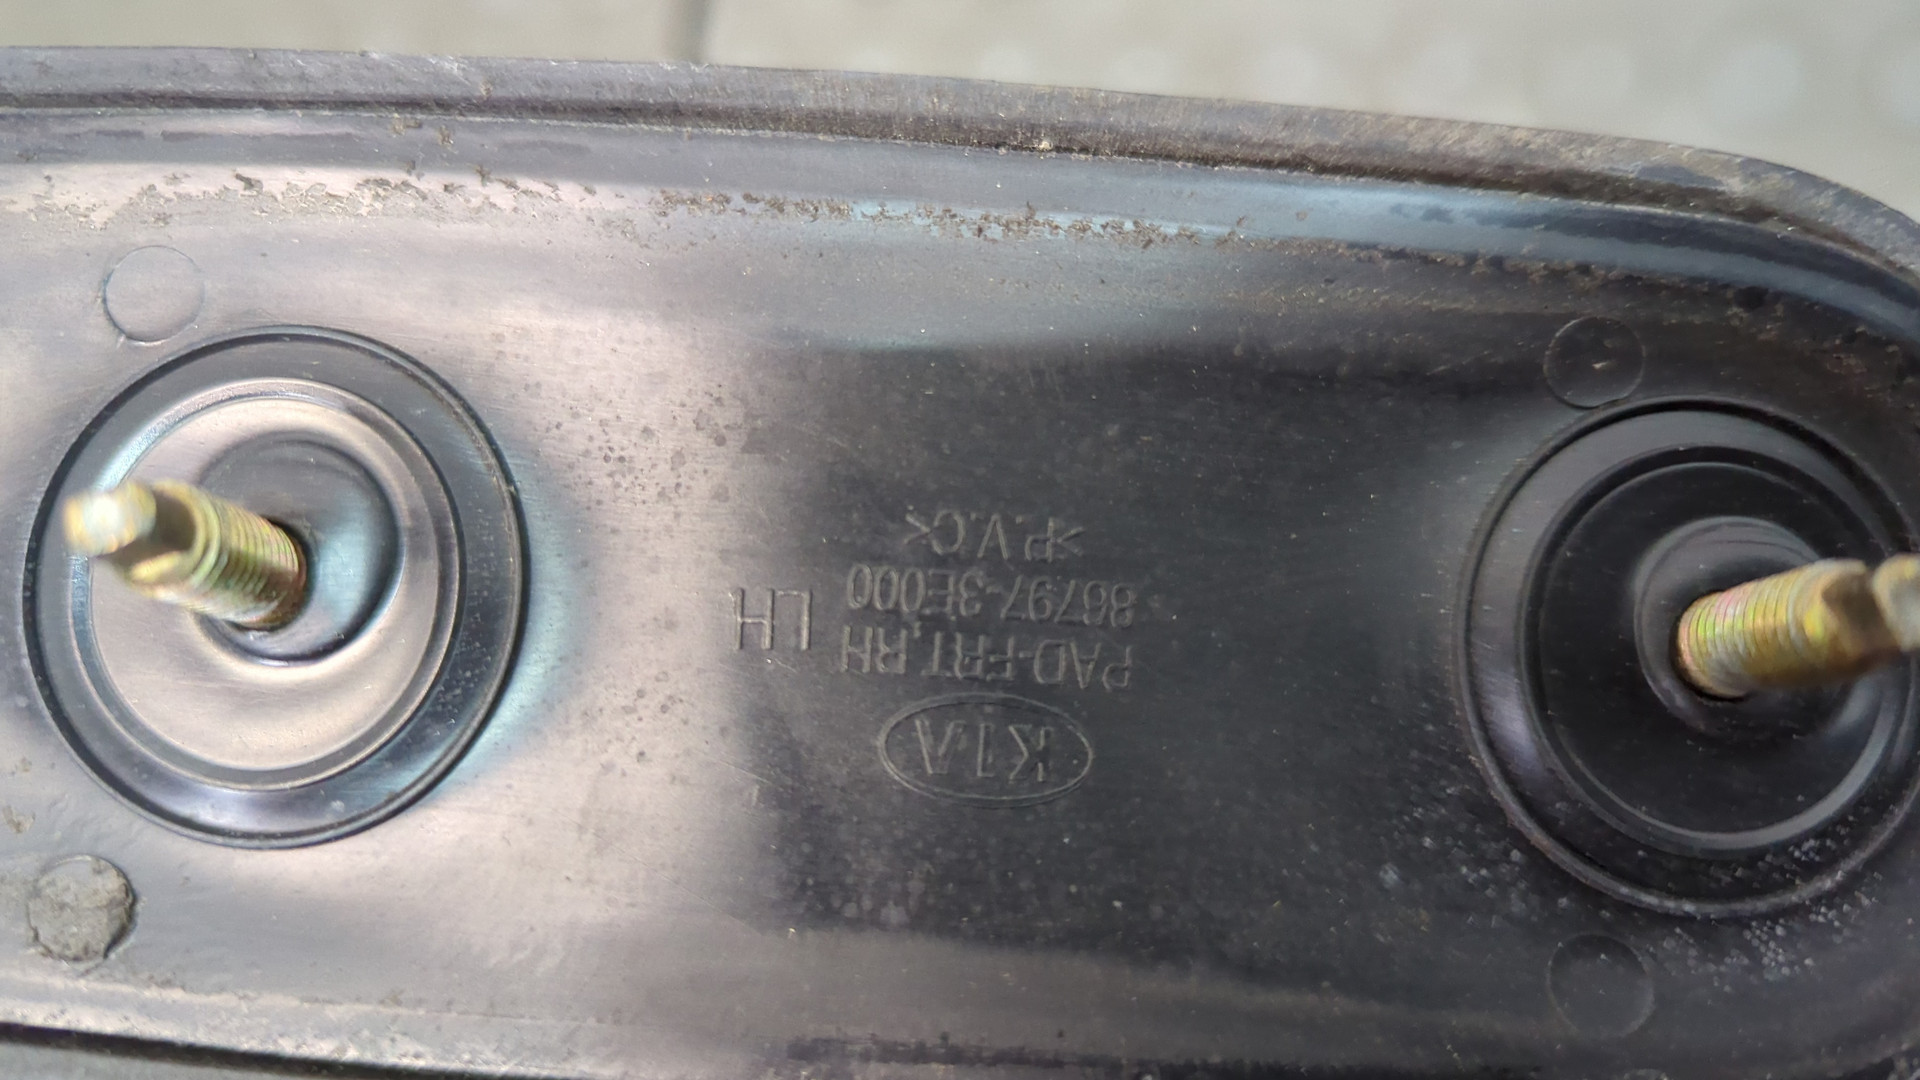 KIA
PAD-FRT,RH LH
86797-3E000
>P.V.C<